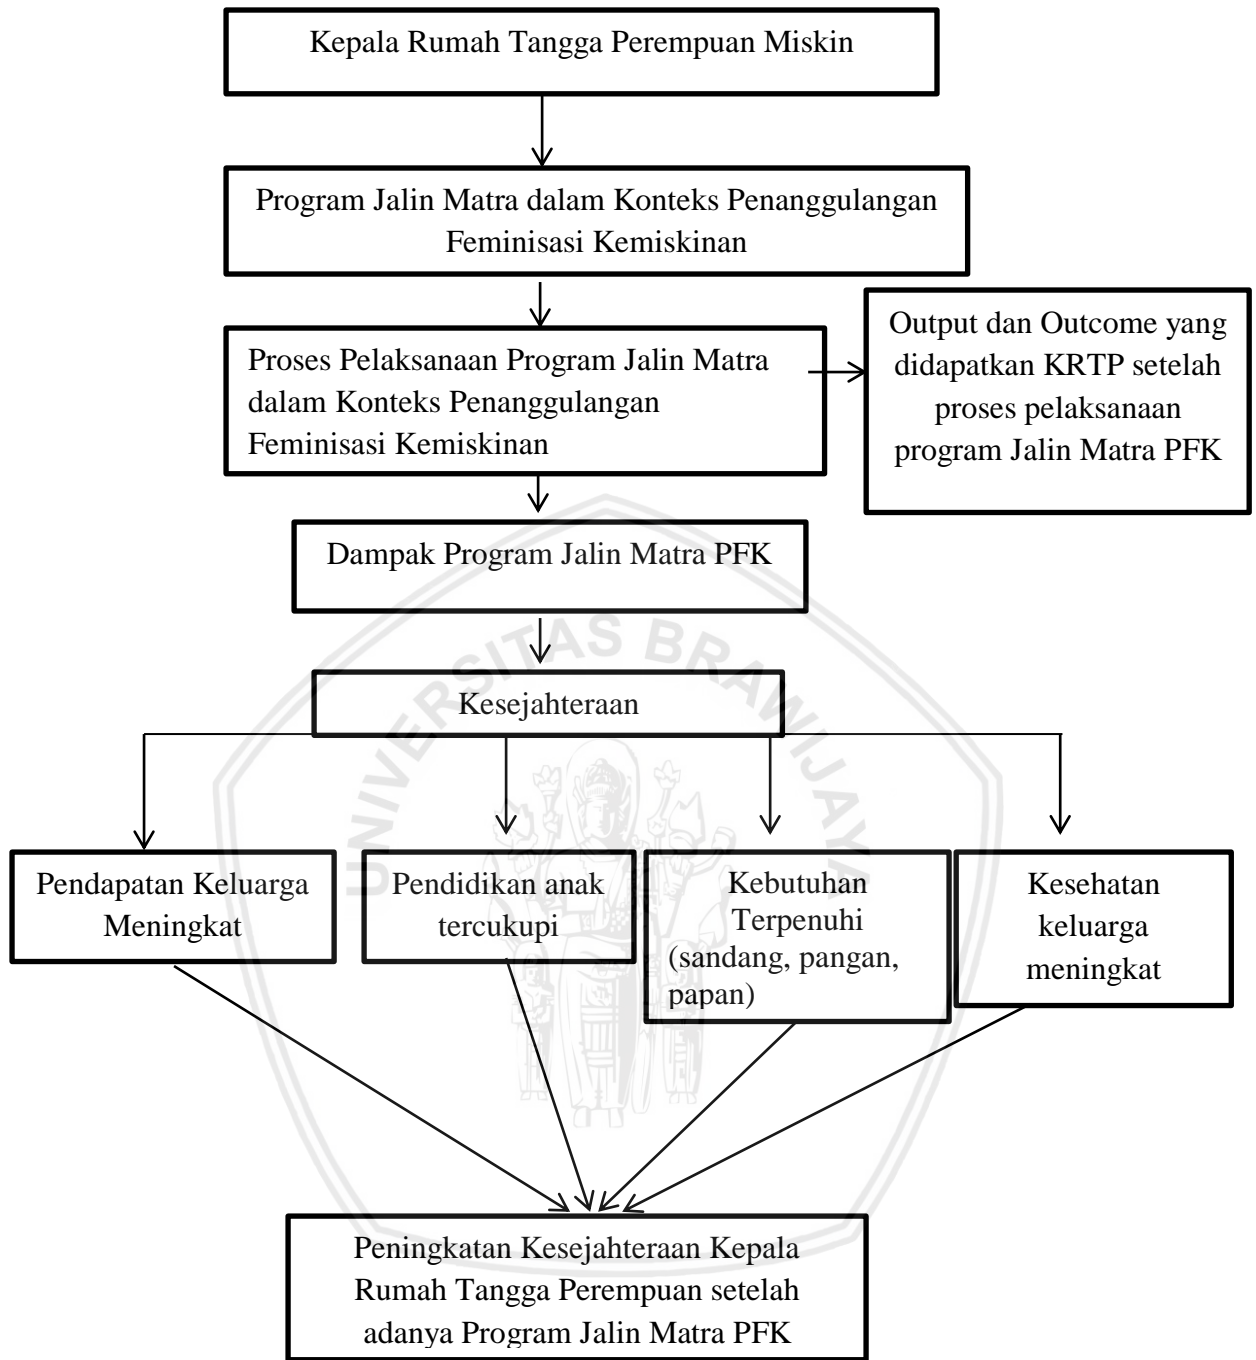 Kepala Rumah Tangga Perempuan Miskin
Program Jalin Matra dalam Konteks Penanggulangan
Feminisasi Kemiskinan
Proses Pelaksanaan Program Jalin Matra
dalam Konteks Penanggulangan
Feminisasi Kemiskinan
Output dan Outcome yang
didapatkan KRTP setelah
proses pelaksanaan
program Jalin Matra PFK
Dampak Program Jalin Matra PFK
UNIVERSITAS BRAWIJAYA
Kesejahteraan
Pendapatan Keluarga
Meningkat
Pendidikan anak
tercukupi
Kebutuhan
Terpenuhi
(sandang, pangan,
papan)
Kesehatan
keluarga
meningkat
Peningkatan Kesejahteraan Kepala
Rumah Tangga Perempuan setelah
adanya Program Jalin Matra PFK